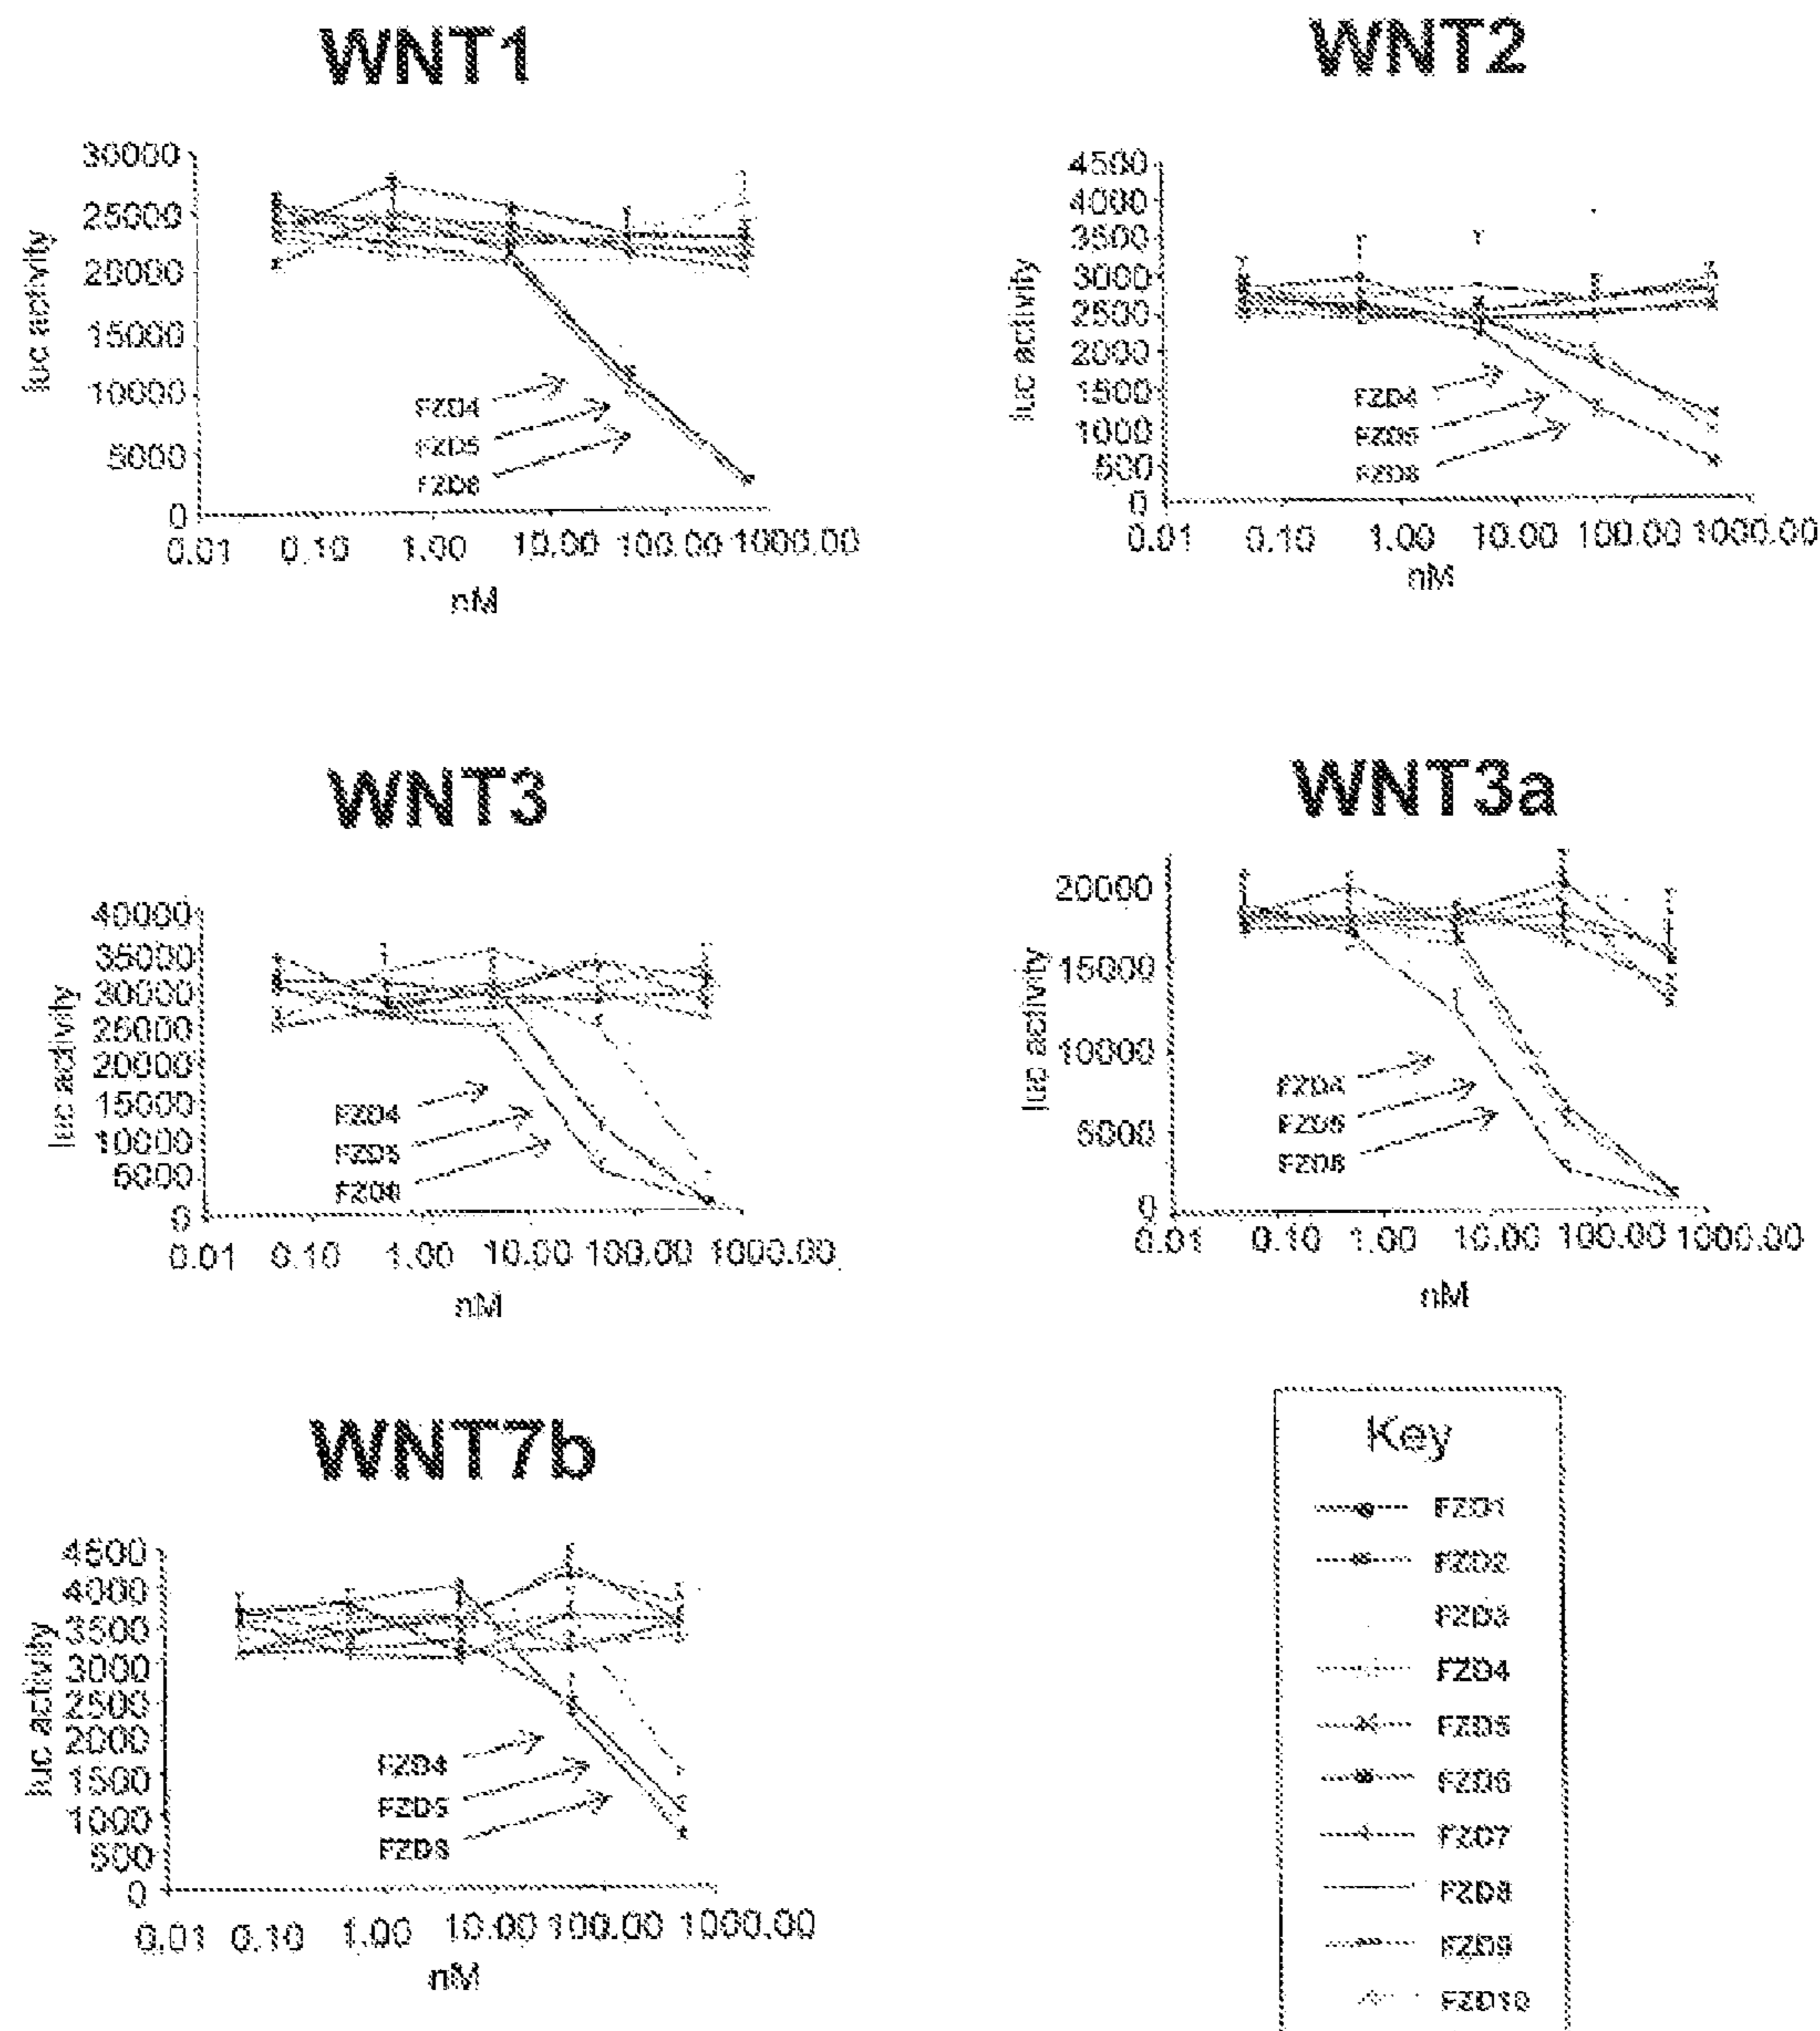 WNT1
30000
25000
20000
15000
10000
5000
0
luc activity
FZD4
FZD5
FZD8
0.01 0.10 1.00 10.00 100.00 1000.00
nM
WNT2
4500
4000
3500
3000
2500
2000
1500
1000
500
0
luc activity
FZD4
FZD5
FZD8
0.01 0.10 1.00 10.00 100.00 1000.00
nM
WNT3
40000
35000
30000
25000
20000
15000
10000
5000
0
luc activity
FZD4
FZD5
FZD8
0.01 0.10 1.00 10.00 100.00 1000.00
nM
WNT3a
20000
15000
10000
5000
0
luc activity
FZD4
FZD5
FZD8
0.01 0.10 1.00 10.00 100.00 1000.00
nM
WNT7b
4500
4000
3500
3000
2500
2000
1500
1000
500
0
luc activity
FZD4
FZD5
FZD8
0.01 0.10 1.00 10.00 100.00 1000.00
nM
Key
FZD1
FZD2
FZD3
FZD4
FZD5
FZD6
FZD7
FZD8
FZD9
FZD10